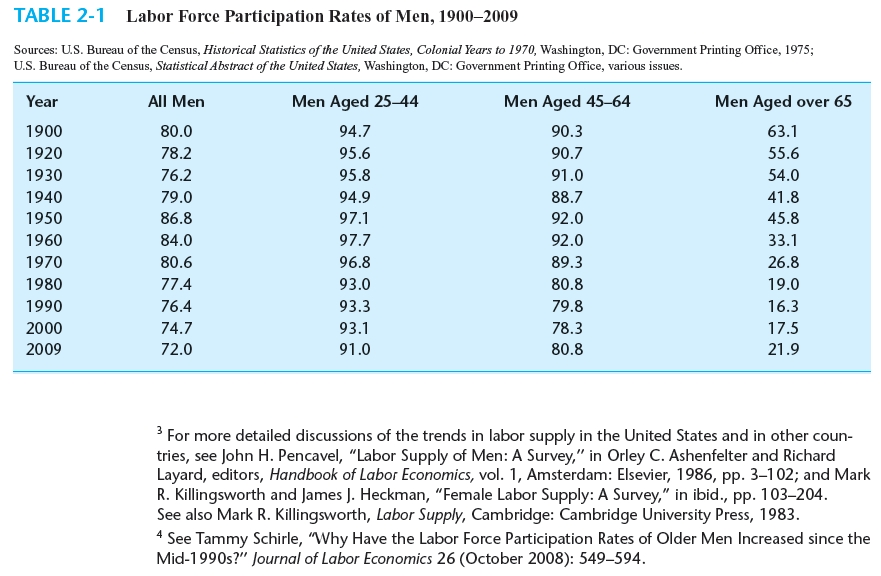 TABLE 2-1 Labor Force Participation Rates of Men, 1900–2009
Sources: U.S. Bureau of the Census, Historical Statistics of the United States, Colonial Years to 1970, Washington, DC: Government Printing Office, 1975;
U.S. Bureau of the Census, Statistical Abstract of the United States, Washington, DC: Government Printing Office, various issues.
Year All Men Men Aged 25–44 Men Aged 45–64 Men Aged over 65
1900 80.0 94.7 90.3 63.1
1920 78.2 95.6 90.7 55.6
1930 76.2 95.8 91.0 54.0
1940 79.0 94.9 88.7 41.8
1950 86.8 97.1 92.0 45.8
1960 84.0 97.7 92.0 33.1
1970 80.6 96.8 89.3 26.8
1980 77.4 93.0 80.8 19.0
1990 76.4 93.3 79.8 16.3
2000 74.7 93.1 78.3 17.5
2009 72.0 91.0 80.8 21.9
3 For more detailed discussions of the trends in labor supply in the United States and in other coun-
tries, see John H. Pencavel, “Labor Supply of Men: A Survey,” in Orley C. Ashenfelter and Richard
Layard, editors, Handbook of Labor Economics, vol. 1, Amsterdam: Elsevier, 1986, pp. 3–102; and Mark
R. Killingsworth and James J. Heckman, “Female Labor Supply: A Survey,” in ibid., pp. 103–204.
See also Mark R. Killingsworth, Labor Supply, Cambridge: Cambridge University Press, 1983.
4 See Tammy Schirle, “Why Have the Labor Force Participation Rates of Older Men Increased since the
Mid-1990s?” Journal of Labor Economics 26 (October 2008): 549–594.